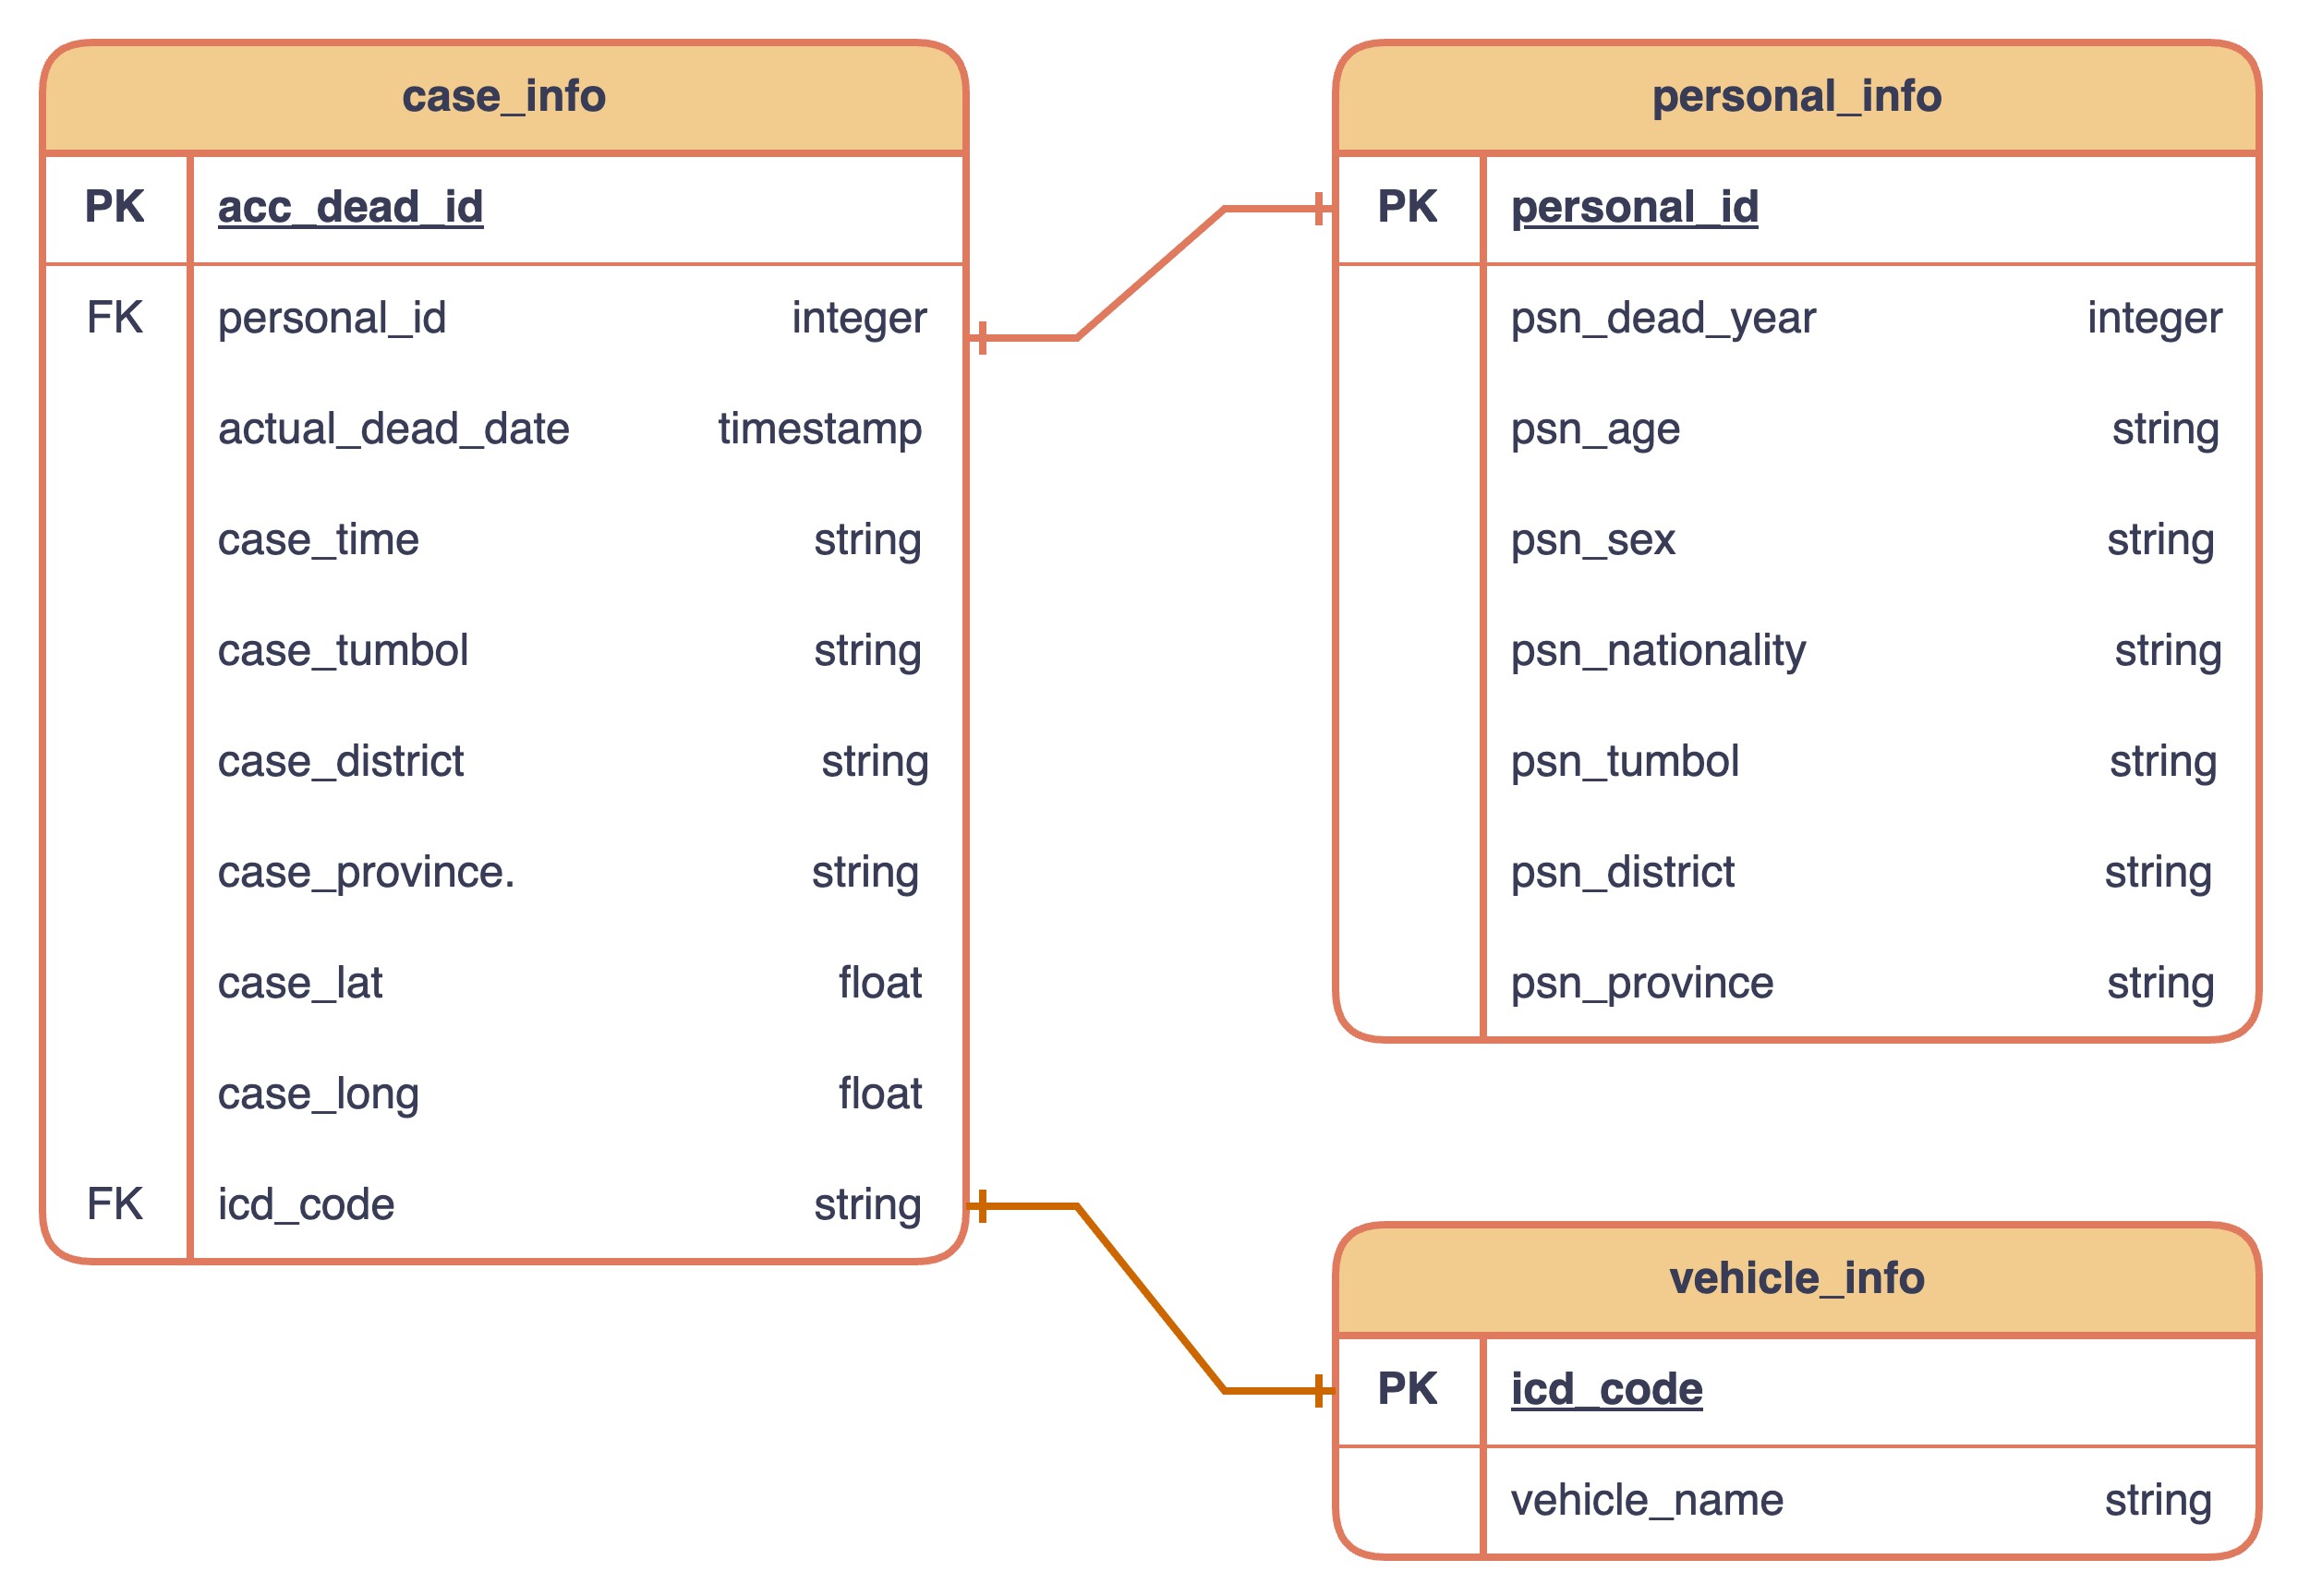 case_info
PK acc_dead_id
FK personal_id integer
actual_dead_date timestamp
case_time string
case_tumbol string
case_district string
case_province. string
case_lat float
case_long float
FK icd_code string
personal_info
PK personal_id
psn_dead_year integer
psn_age string
psn_sex string
psn_nationality string
psn_tumbol string
psn_district string
psn_province string
vehicle_info
PK icd_code
vehicle_name string